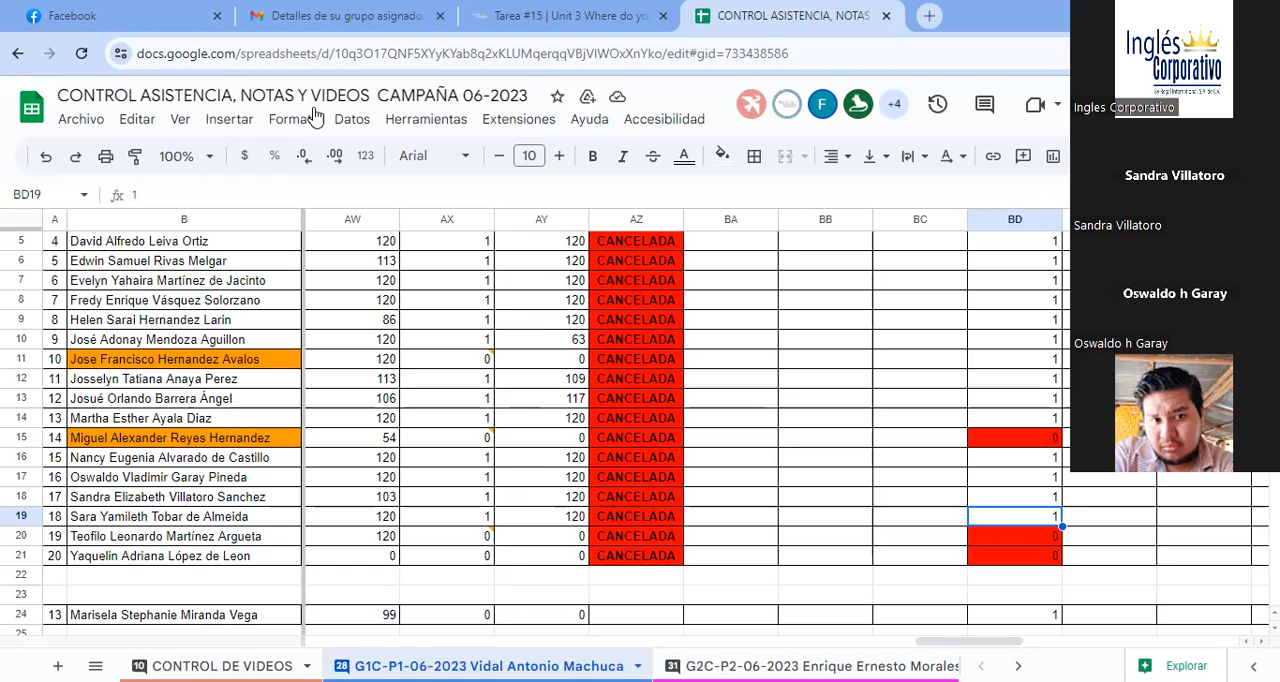 Facebook
Detalles de su grupo asignado
Tarea #15 | Unit 3 Where do yo
CONTROL ASISTENCIA, NOTAS
docs.google.com/spreadsheets/d/10q3O17QNF5XYyKYab8q2xKLUMqerqqVBjVIWOxXnYko/edit#gid=733438586
CONTROL ASISTENCIA, NOTAS Y VIDEOS CAMPAÑA 06-2023
F +4
Archivo Editar Ver Insertar Forma Datos Herramientas Extensiones Ayuda Accesibilidad
100% $ % .0 .00 123 Arial 10 B I A
BD19 fx 1
A B AW AX AY AZ BA BB BC BD
5 4 David Alfredo Leiva Ortiz 120 1 120 CANCELADA 1
6 5 Edwin Samuel Rivas Melgar 113 1 120 CANCELADA 1
7 6 Evelyn Yahaira Martínez de Jacinto 120 1 120 CANCELADA 1
8 7 Fredy Enrique Vásquez Solorzano 120 1 120 CANCELADA 1
9 8 Helen Sarai Hernandez Larin 86 1 120 CANCELADA 1
10 9 José Adonay Mendoza Aguillon 120 1 63 CANCELADA 1
11 10 Jose Francisco Hernandez Avalos 120 0 0 CANCELADA 1
12 11 Josselyn Tatiana Anaya Perez 113 1 109 CANCELADA 1
13 12 Josué Orlando Barrera Ángel 106 1 117 CANCELADA 1
14 13 Martha Esther Ayala Diaz 120 1 120 CANCELADA 1
15 14 Miguel Alexander Reyes Hernandez 54 0 0 CANCELADA 0
16 15 Nancy Eugenia Alvarado de Castillo 120 1 120 CANCELADA 1
17 16 Oswaldo Vladimir Garay Pineda 120 1 120 CANCELADA 1
18 17 Sandra Elizabeth Villatoro Sanchez 103 1 120 CANCELADA 1
19 18 Sara Yamileth Tobar de Almeida 120 1 120 CANCELADA 1
20 19 Teofilo Leonardo Martínez Argueta 120 0 0 CANCELADA 0
21 20 Yaquelin Adriana López de Leon 0 0 0 CANCELADA 0
22
23
24 13 Marisela Stephanie Miranda Vega 99 0 0 1
25
10 CONTROL DE VIDEOS 28 G1C-P1-06-2023 Vidal Antonio Machuca 31 G2C-P2-06-2023 Enrique Ernesto Morales Explorar
Inglés
Corporativo
Ingles Corporativo
Sandra Villatoro
Sandra Villatoro
Oswaldo h Garay
Oswaldo h Garay